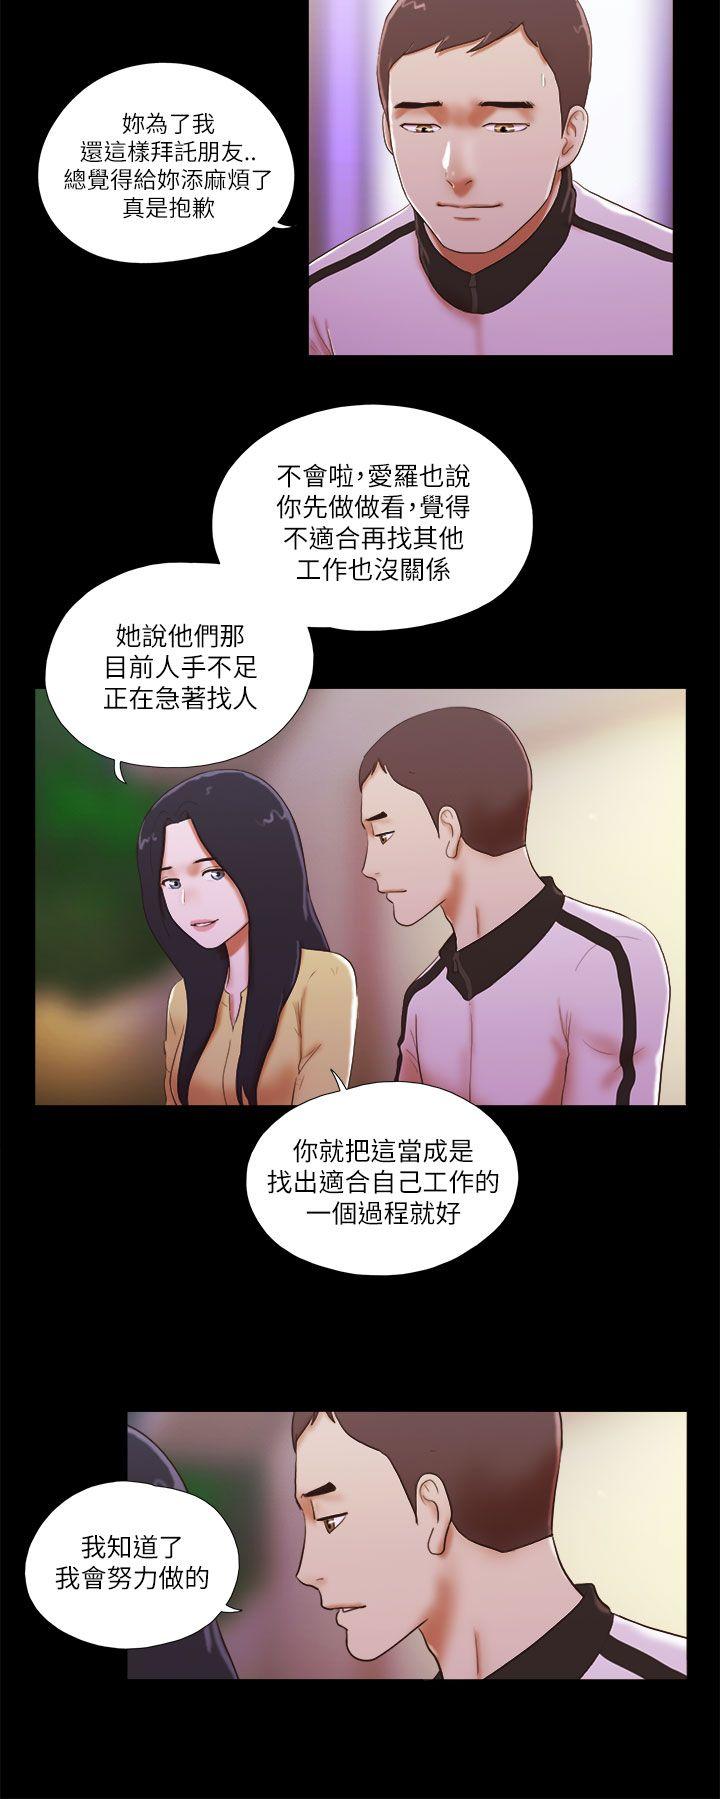 妳為了我
還這樣拜託朋友..
總覺得給妳添麻煩了
真是抱歉
不會啦，愛羅也說
你先做做看，覺得
不適合再找其他
工作也沒關係
她說他們那
目前人手不足
正在急著找人
你就把這當成是
找出適合自己工作的
一個過程就好
我知道了
我會努力做的